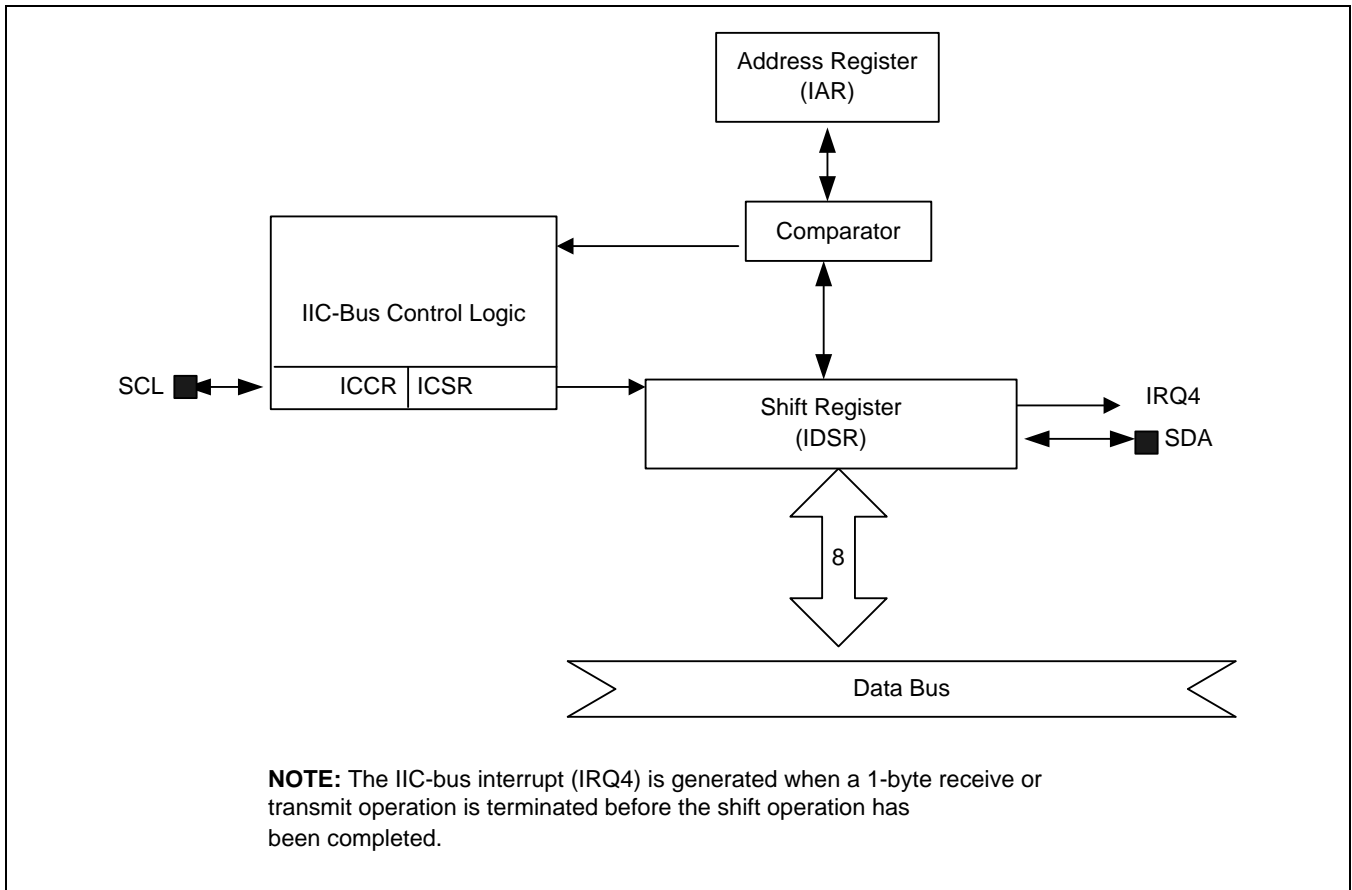 Address Register
(IAR)
Comparator
IIC-Bus Control Logic
SCL
ICCR
ICSR
Shift Register
(IDSR)
IRQ4
SDA
8
Data Bus
NOTE: The IIC-bus interrupt (IRQ4) is generated when a 1-byte receive or
transmit operation is terminated before the shift operation has
been completed.